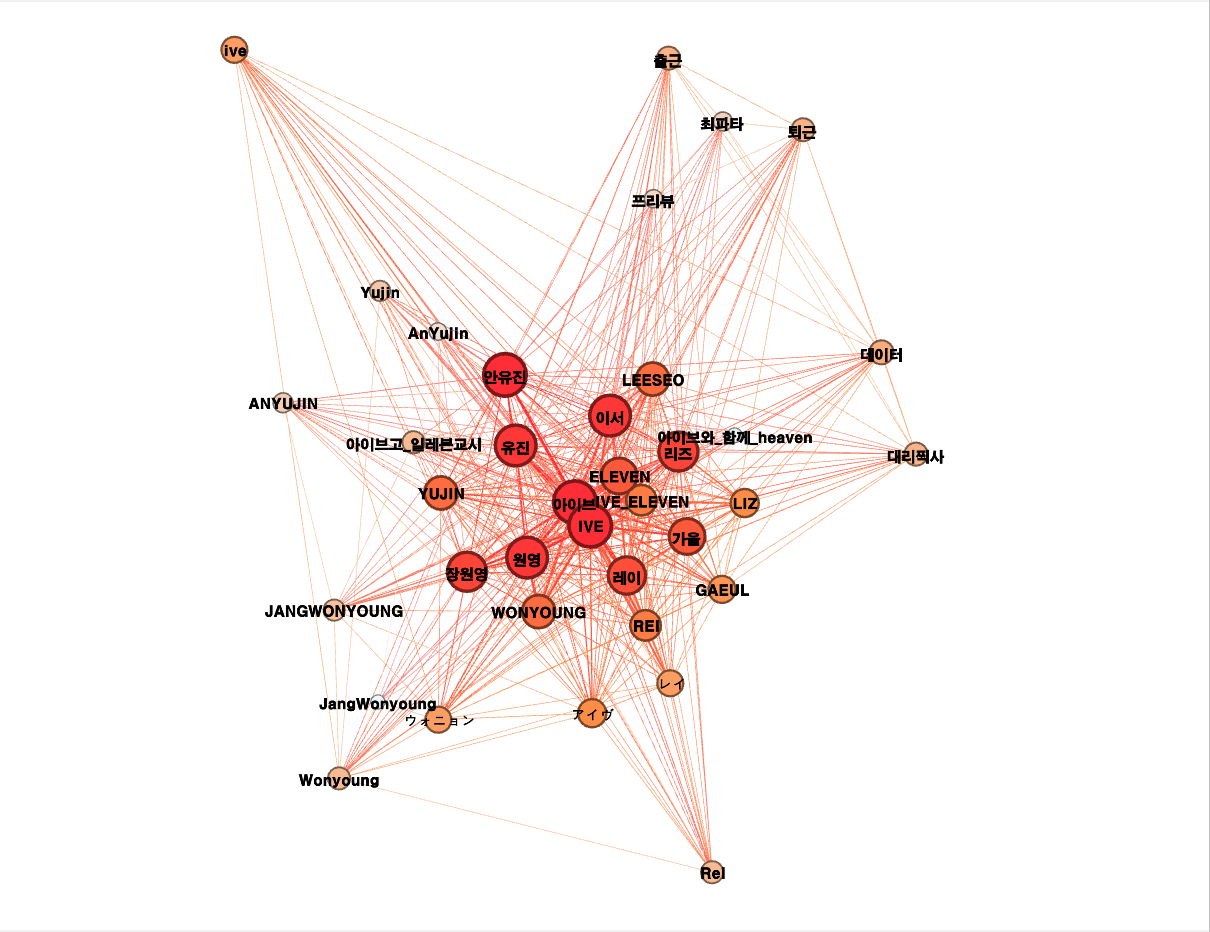 ive
출근
최파타
퇴근
프리뷰
Yujin
AnYujin
데이터
안유진
LEESEO
ANYUJIN
이서
아이브와_함께_heaven
아이브고_일레븐교시
유진
리즈
대리찍사
ELEVEN
YUJIN
아이브
IVE_ELEVEN
LIZ
IVE
가을
원영
장원영
레이
GAEUL
JANGWONYOUNG
WONYOUNG
REI
レイ
JangWonyoung
ウォニョン
アイヴ
Wonyoung
ReI